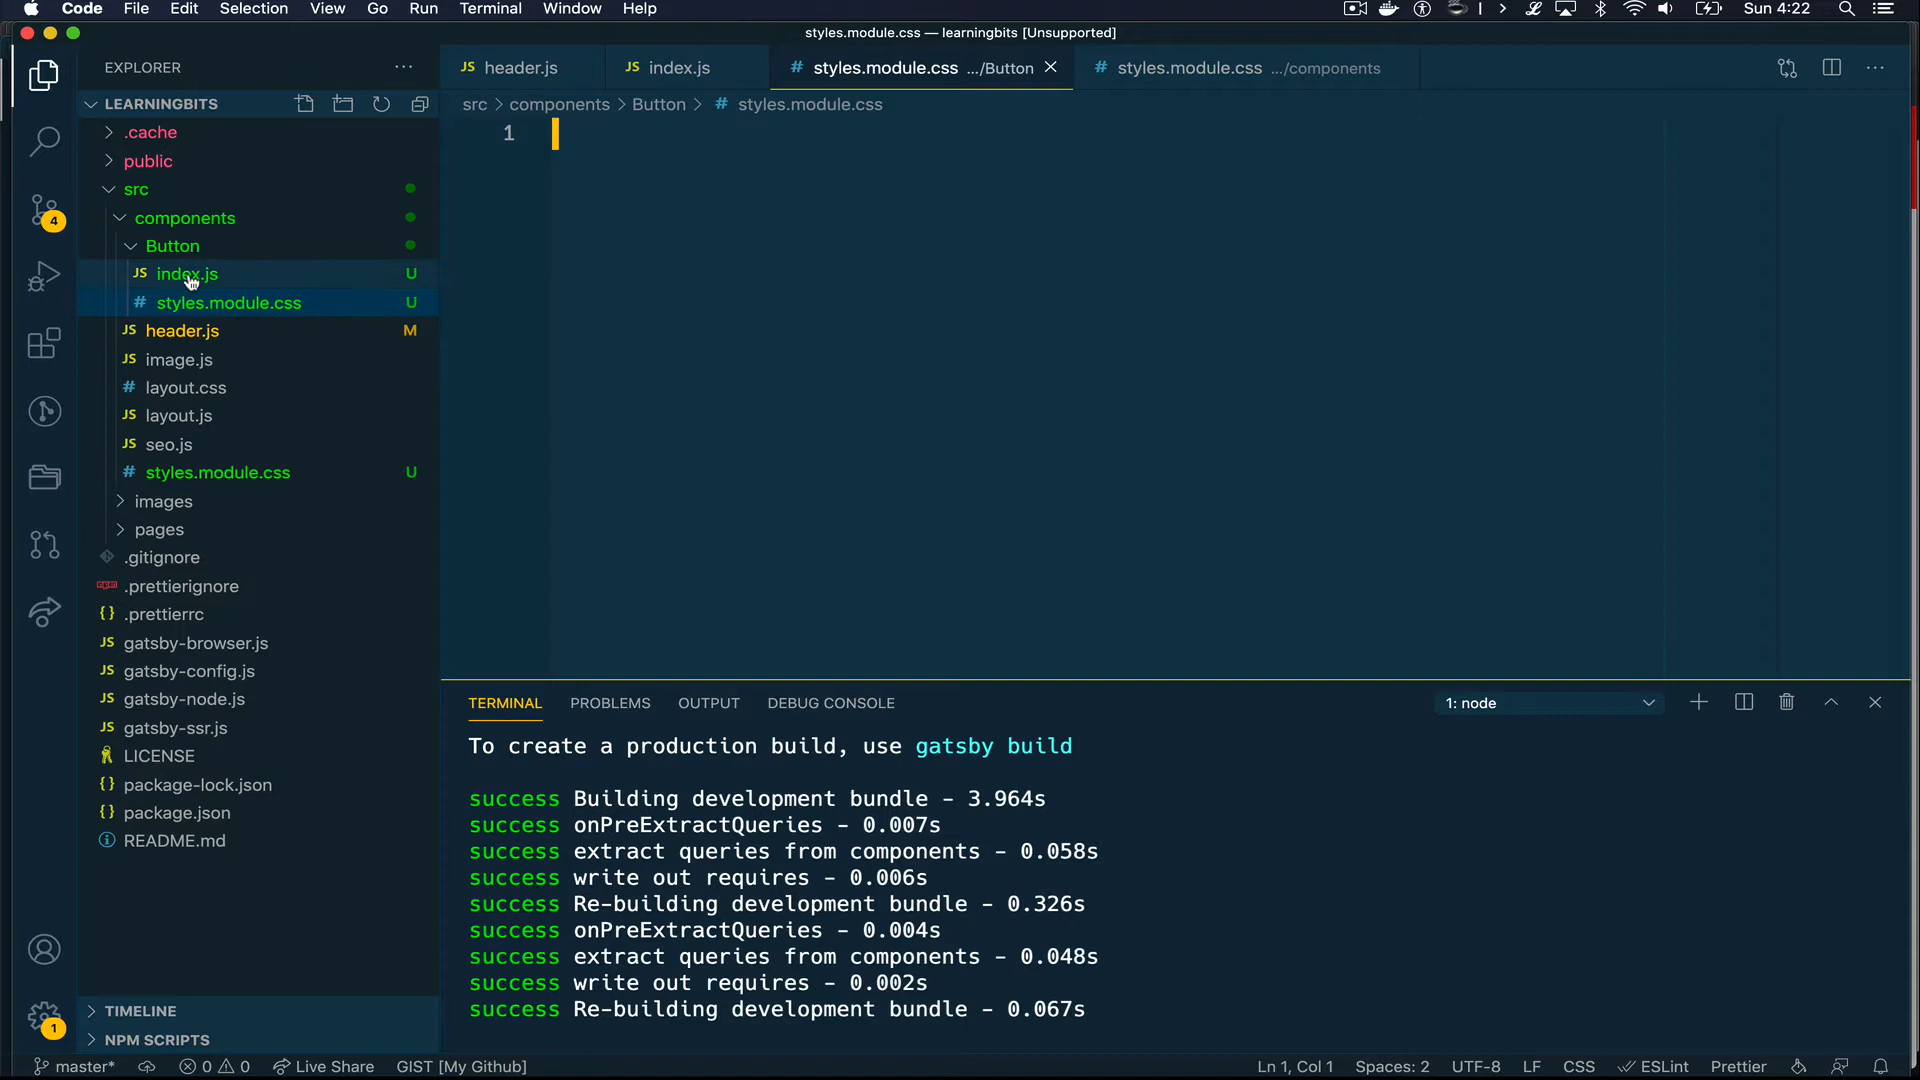 Code File Edit Selection View Go Run Terminal Window Help Sun 4:22
styles.module.css — learningbits [Unsupported]
EXPLORER
JS header.js
JS index.js
# styles.module.css .../Button
# styles.module.css .../components
LEARNINGBITS
src > components > Button > # styles.module.css
.cache
1
public
src
components
4
Button
JS index.js U
# styles.module.css U
JS header.js M
JS image.js
# layout.css
JS layout.js
JS seo.js
# styles.module.css U
images
pages
.gitignore
.prettierignore
{} .prettierrc
JS gatsby-browser.js
JS gatsby-config.js
JS gatsby-node.js
JS gatsby-ssr.js
LICENSE
{} package-lock.json
{} package.json
README.md
TERMINAL PROBLEMS OUTPUT DEBUG CONSOLE 1: node
To create a production build, use gatsby build
success Building development bundle - 3.964s
success onPreExtractQueries - 0.007s
success extract queries from components - 0.058s
success write out requires - 0.006s
success Re-building development bundle - 0.326s
success onPreExtractQueries - 0.004s
success extract queries from components - 0.048s
success write out requires - 0.002s
success Re-building development bundle - 0.067s
TIMELINE
1
NPM SCRIPTS
master* 0 0 Live Share GIST [My Github] Ln 1, Col 1 Spaces: 2 UTF-8 LF CSS ESLint Prettier